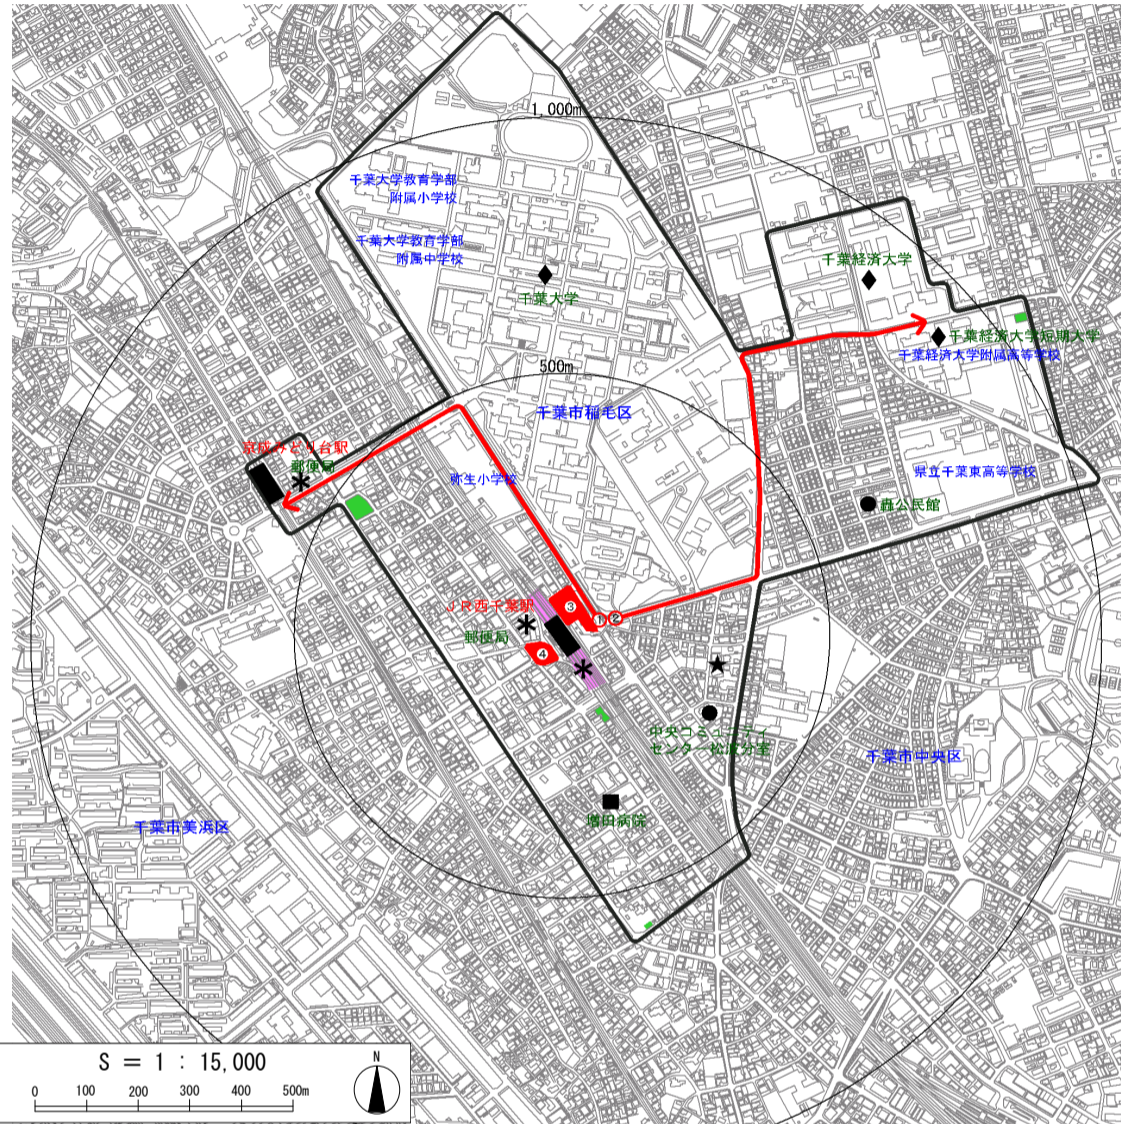 1,000m
千葉大学教育学部
附属小学校
千葉大学教育学部
附属中学校
千葉大学
千葉経済大学
千葉経済大学短期大学
千葉経済大学附属高等学校
500m
千葉市稲毛区
京成みどり台駅
郵便局
弥生小学校
県立千葉東高等学校
轟公民館
JR西千葉駅
郵便局
①
②
③
④
中央コミュニティ
センター松波分室
千葉市中央区
増田病院
千葉市美浜区
S = 1 : 15,000
0 100 200 300 400 500m
N